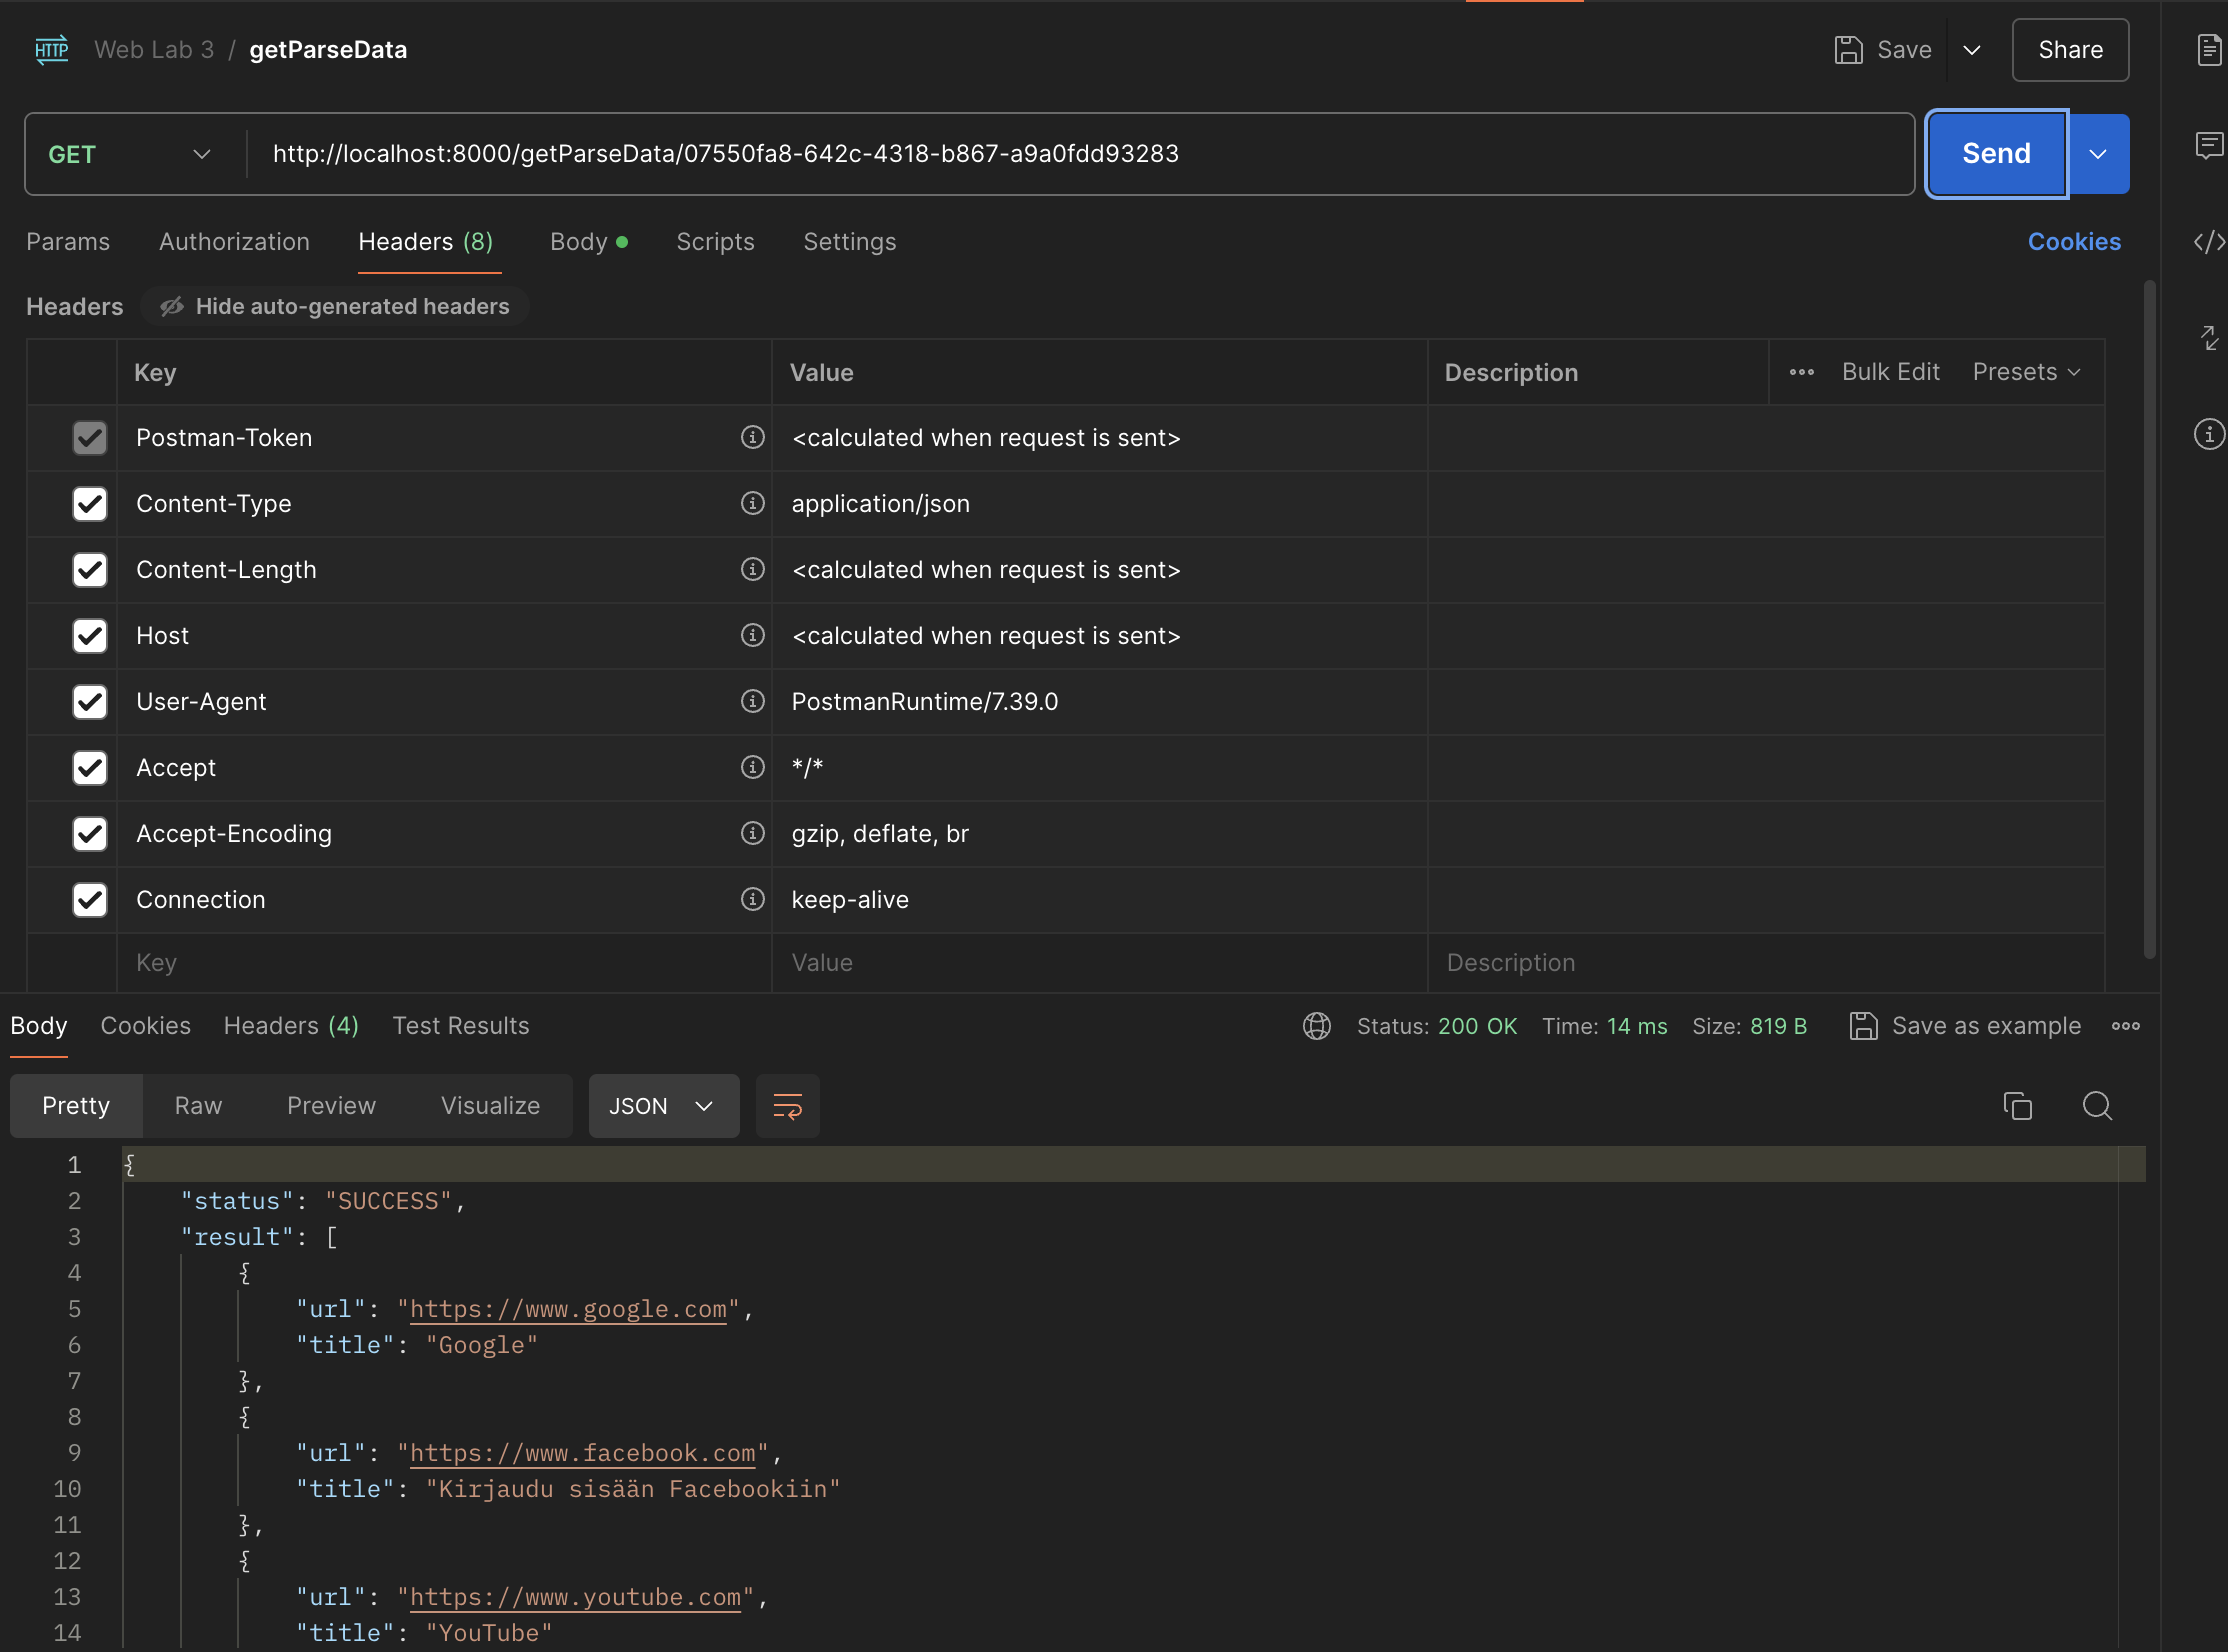 HTTP Web Lab 3 / getParseData Save Share
GET http://localhost:8000/getParseData/07550fa8-642c-4318-b867-a9a0fdd93283 Send
Params Authorization Headers (8) Body Scripts Settings Cookies
Headers Hide auto-generated headers
Key Value Description Bulk Edit Presets
Postman-Token <calculated when request is sent>
Content-Type application/json
Content-Length <calculated when request is sent>
Host <calculated when request is sent>
User-Agent PostmanRuntime/7.39.0
Accept */*
Accept-Encoding gzip, deflate, br
Connection keep-alive
Key Value Description
Body Cookies Headers (4) Test Results Status: 200 OK Time: 14 ms Size: 819 B Save as example
Pretty Raw Preview Visualize JSON
1 {
2 "status": "SUCCESS",
3 "result": [
4 {
5 "url": "https://www.google.com",
6 "title": "Google"
7 },
8 {
9 "url": "https://www.facebook.com",
10 "title": "Kirjaudu sisään Facebookiin"
11 },
12 {
13 "url": "https://www.youtube.com",
14 "title": "YouTube"